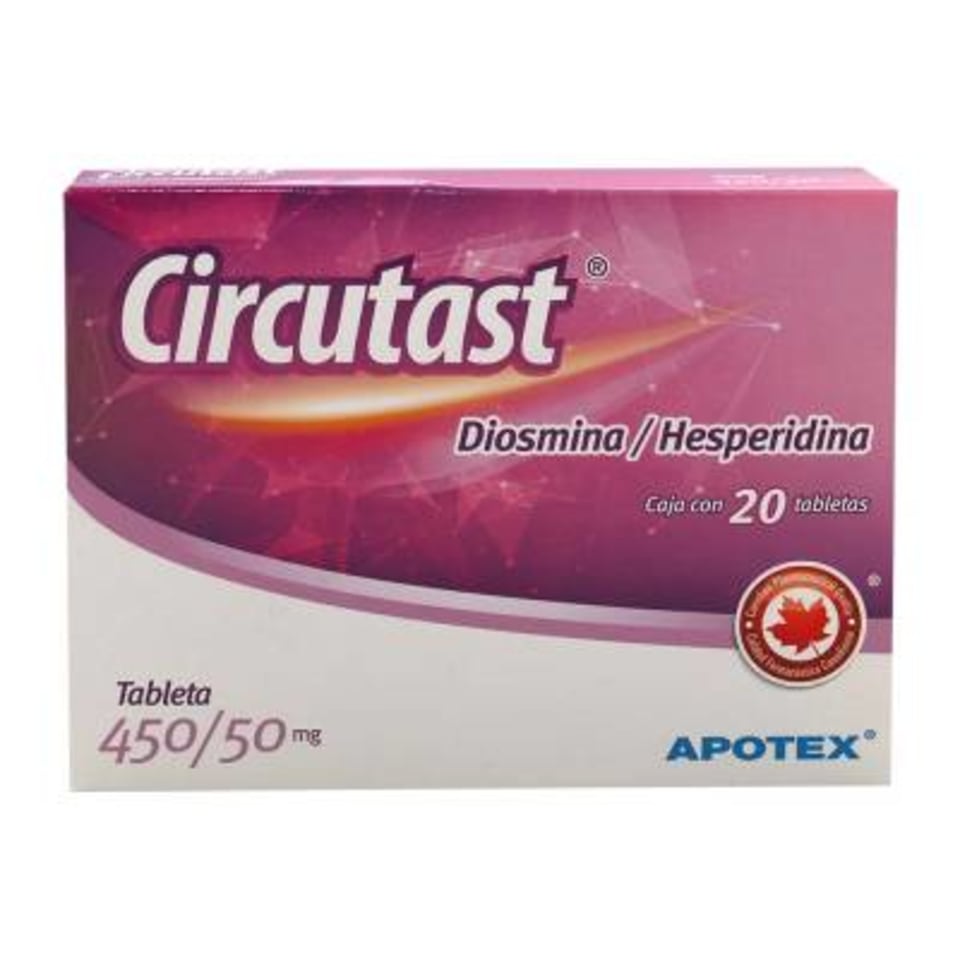 Circutast®
Diosmina / Hesperidina
Caja con 20 tabletas
®
Tableta
450/50 mg
APOTEX®